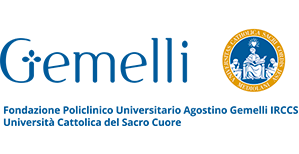 Gemelli
Fondazione Policlinico Universitario Agostino Gemelli IRCCS
Università Cattolica del Sacro Cuore